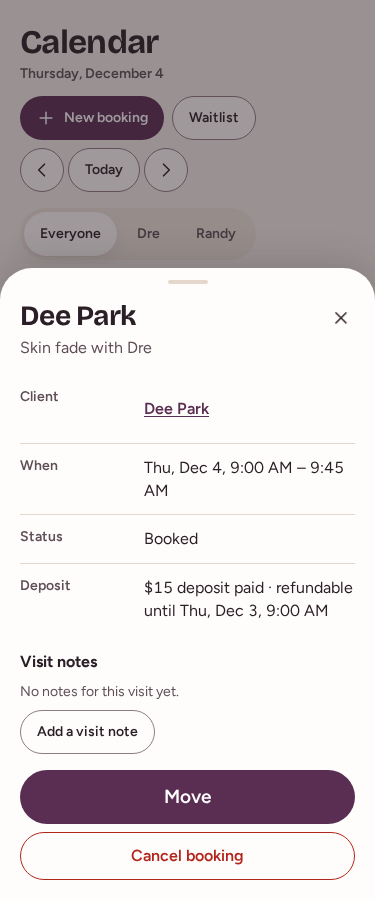 Calendar
Thursday, December 4
New booking
Waitlist
Today
Everyone
Dre
Randy
Dee Park
Skin fade with Dre
Client
Dee Park
When
Thu, Dec 4, 9:00 AM – 9:45
AM
Status
Booked
Deposit
$15 deposit paid · refundable
until Thu, Dec 3, 9:00 AM
Visit notes
No notes for this visit yet.
Add a visit note
Move
Cancel booking